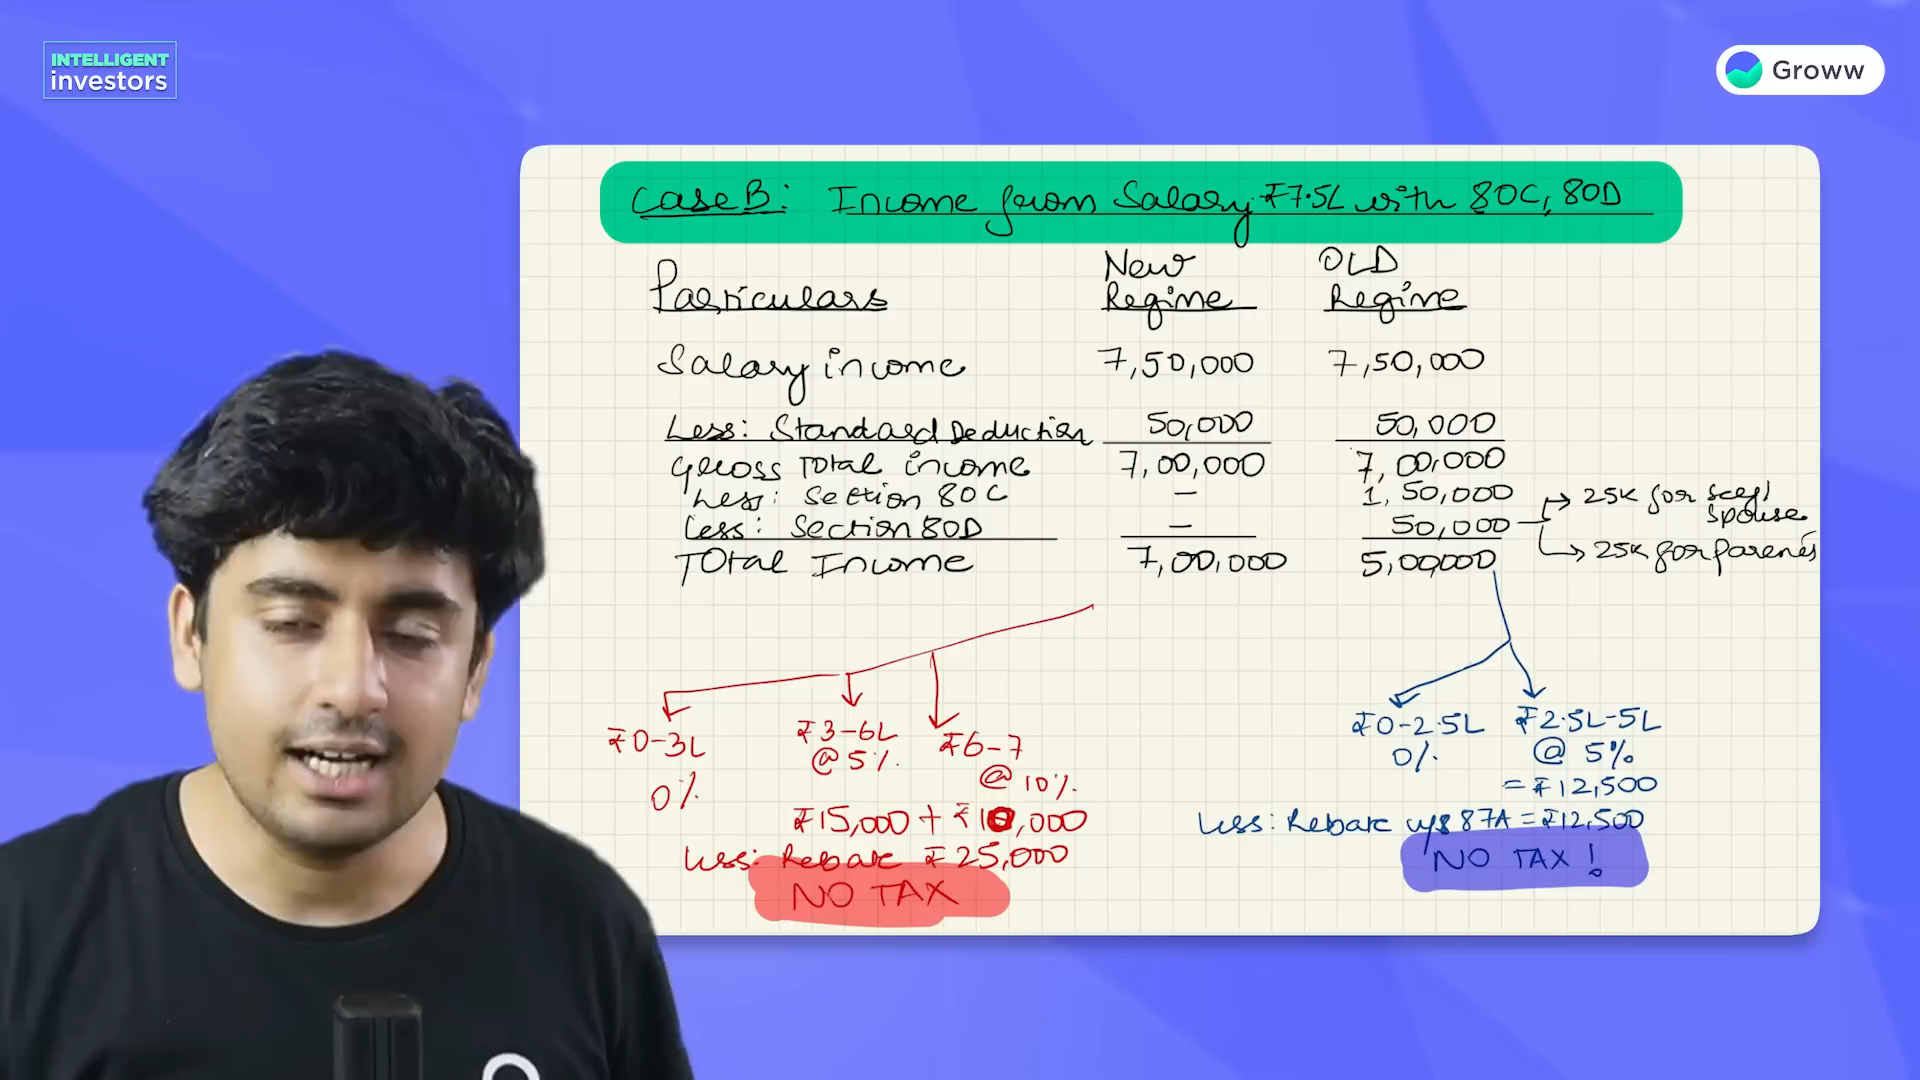 INTELLIGENT
investors
Groww
Case B: Income from Salary ₹7.5L with 80C, 80D
Particulars New Regime OLD Regime
Salary income 7,50,000 7,50,000
Less: Standard Deduction 50,000 50,000
Gross Total income 7,00,000 7,00,000
Less: Section 80C - 1,50,000
Less: Section 80D - 50,000
→ 25K for self/
spouse
→ 25K for parents
Total Income 7,00,000 5,00,000
₹0-3L
0%
₹3-6L
@ 5%
₹6-7
@ 10%
₹15,000 + ₹10,000
Less: Rebate ₹25,000
NO TAX
₹0-2.5L
0%
₹2.5L-5L
@ 5%
= ₹12,500
Less: Rebate u/s 87A = ₹12,500
NO TAX!